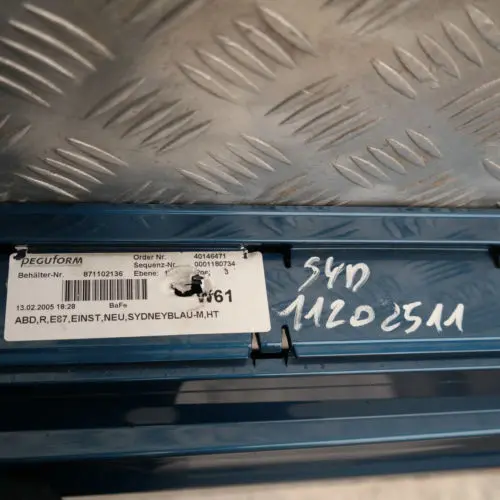 peguform
Order Nr. 40146471
Sequenz-Nr. 0001180734
Behälter-Nr. 871102136 Ebene: 3
W61
13.02.2005 18:28 BaFe
ABD,R,E87,EINST,NEU,SYDNEYBLAU-M,HT
SYD
11202511